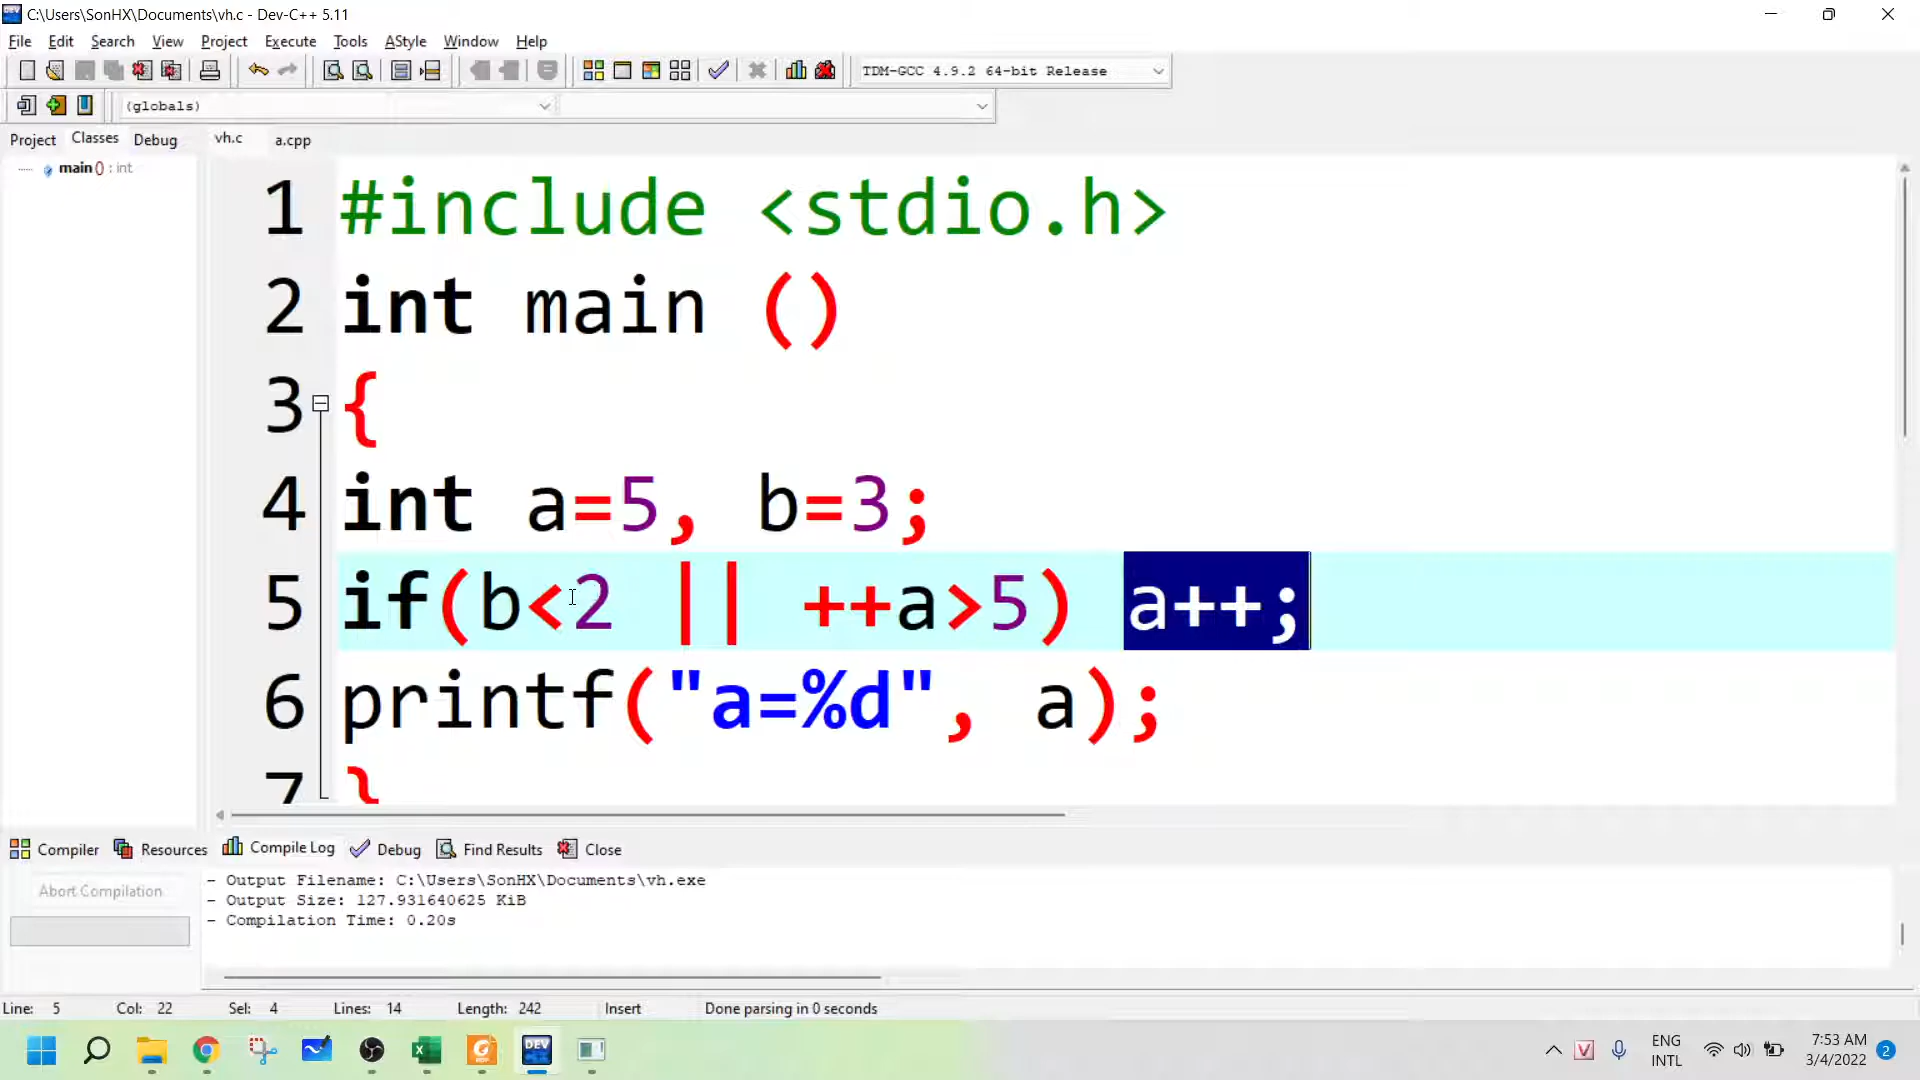 C:\Users\SonHX\Documents\vh.c - Dev-C++ 5.11
File Edit Search View Project Execute Tools AStyle Window Help
TDM-GCC 4.9.2 64-bit Release
(globals)
Project Classes Debug vh.c a.cpp
main () : int
1 #include <stdio.h>
2 int main ()
3 {
4 int a=5, b=3;
5 if(b<2 || ++a>5) a++;
6 printf("a=%d", a);
7 }
Compiler Resources Compile Log Debug Find Results Close
Abort Compilation
- Output Filename: C:\Users\SonHX\Documents\vh.exe
- Output Size: 127.931640625 KiB
- Compilation Time: 0.20s
Line: 5 Col: 22 Sel: 4 Lines: 14 Length: 242 Insert Done parsing in 0 seconds
DEV
V
ENG
INTL
7:53 AM
3/4/2022
2